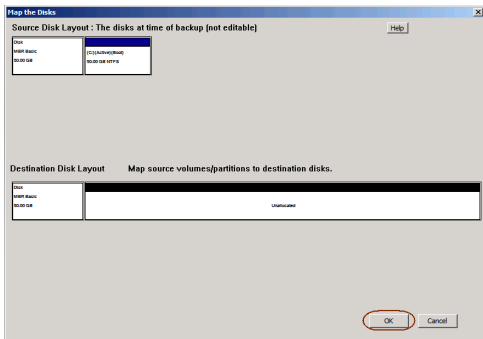 Map the Disks
Source Disk Layout : The disks at time of backup (not editable)
Help
Disk
MBR Basic
50.00 GB
(C:)(Active)(Boot)
50.00 GB NTFS
Destination Disk Layout Map source volumes/partitions to destination disks.
Disk
MBR Basic
50.00 GB
Unallocated
OK Cancel